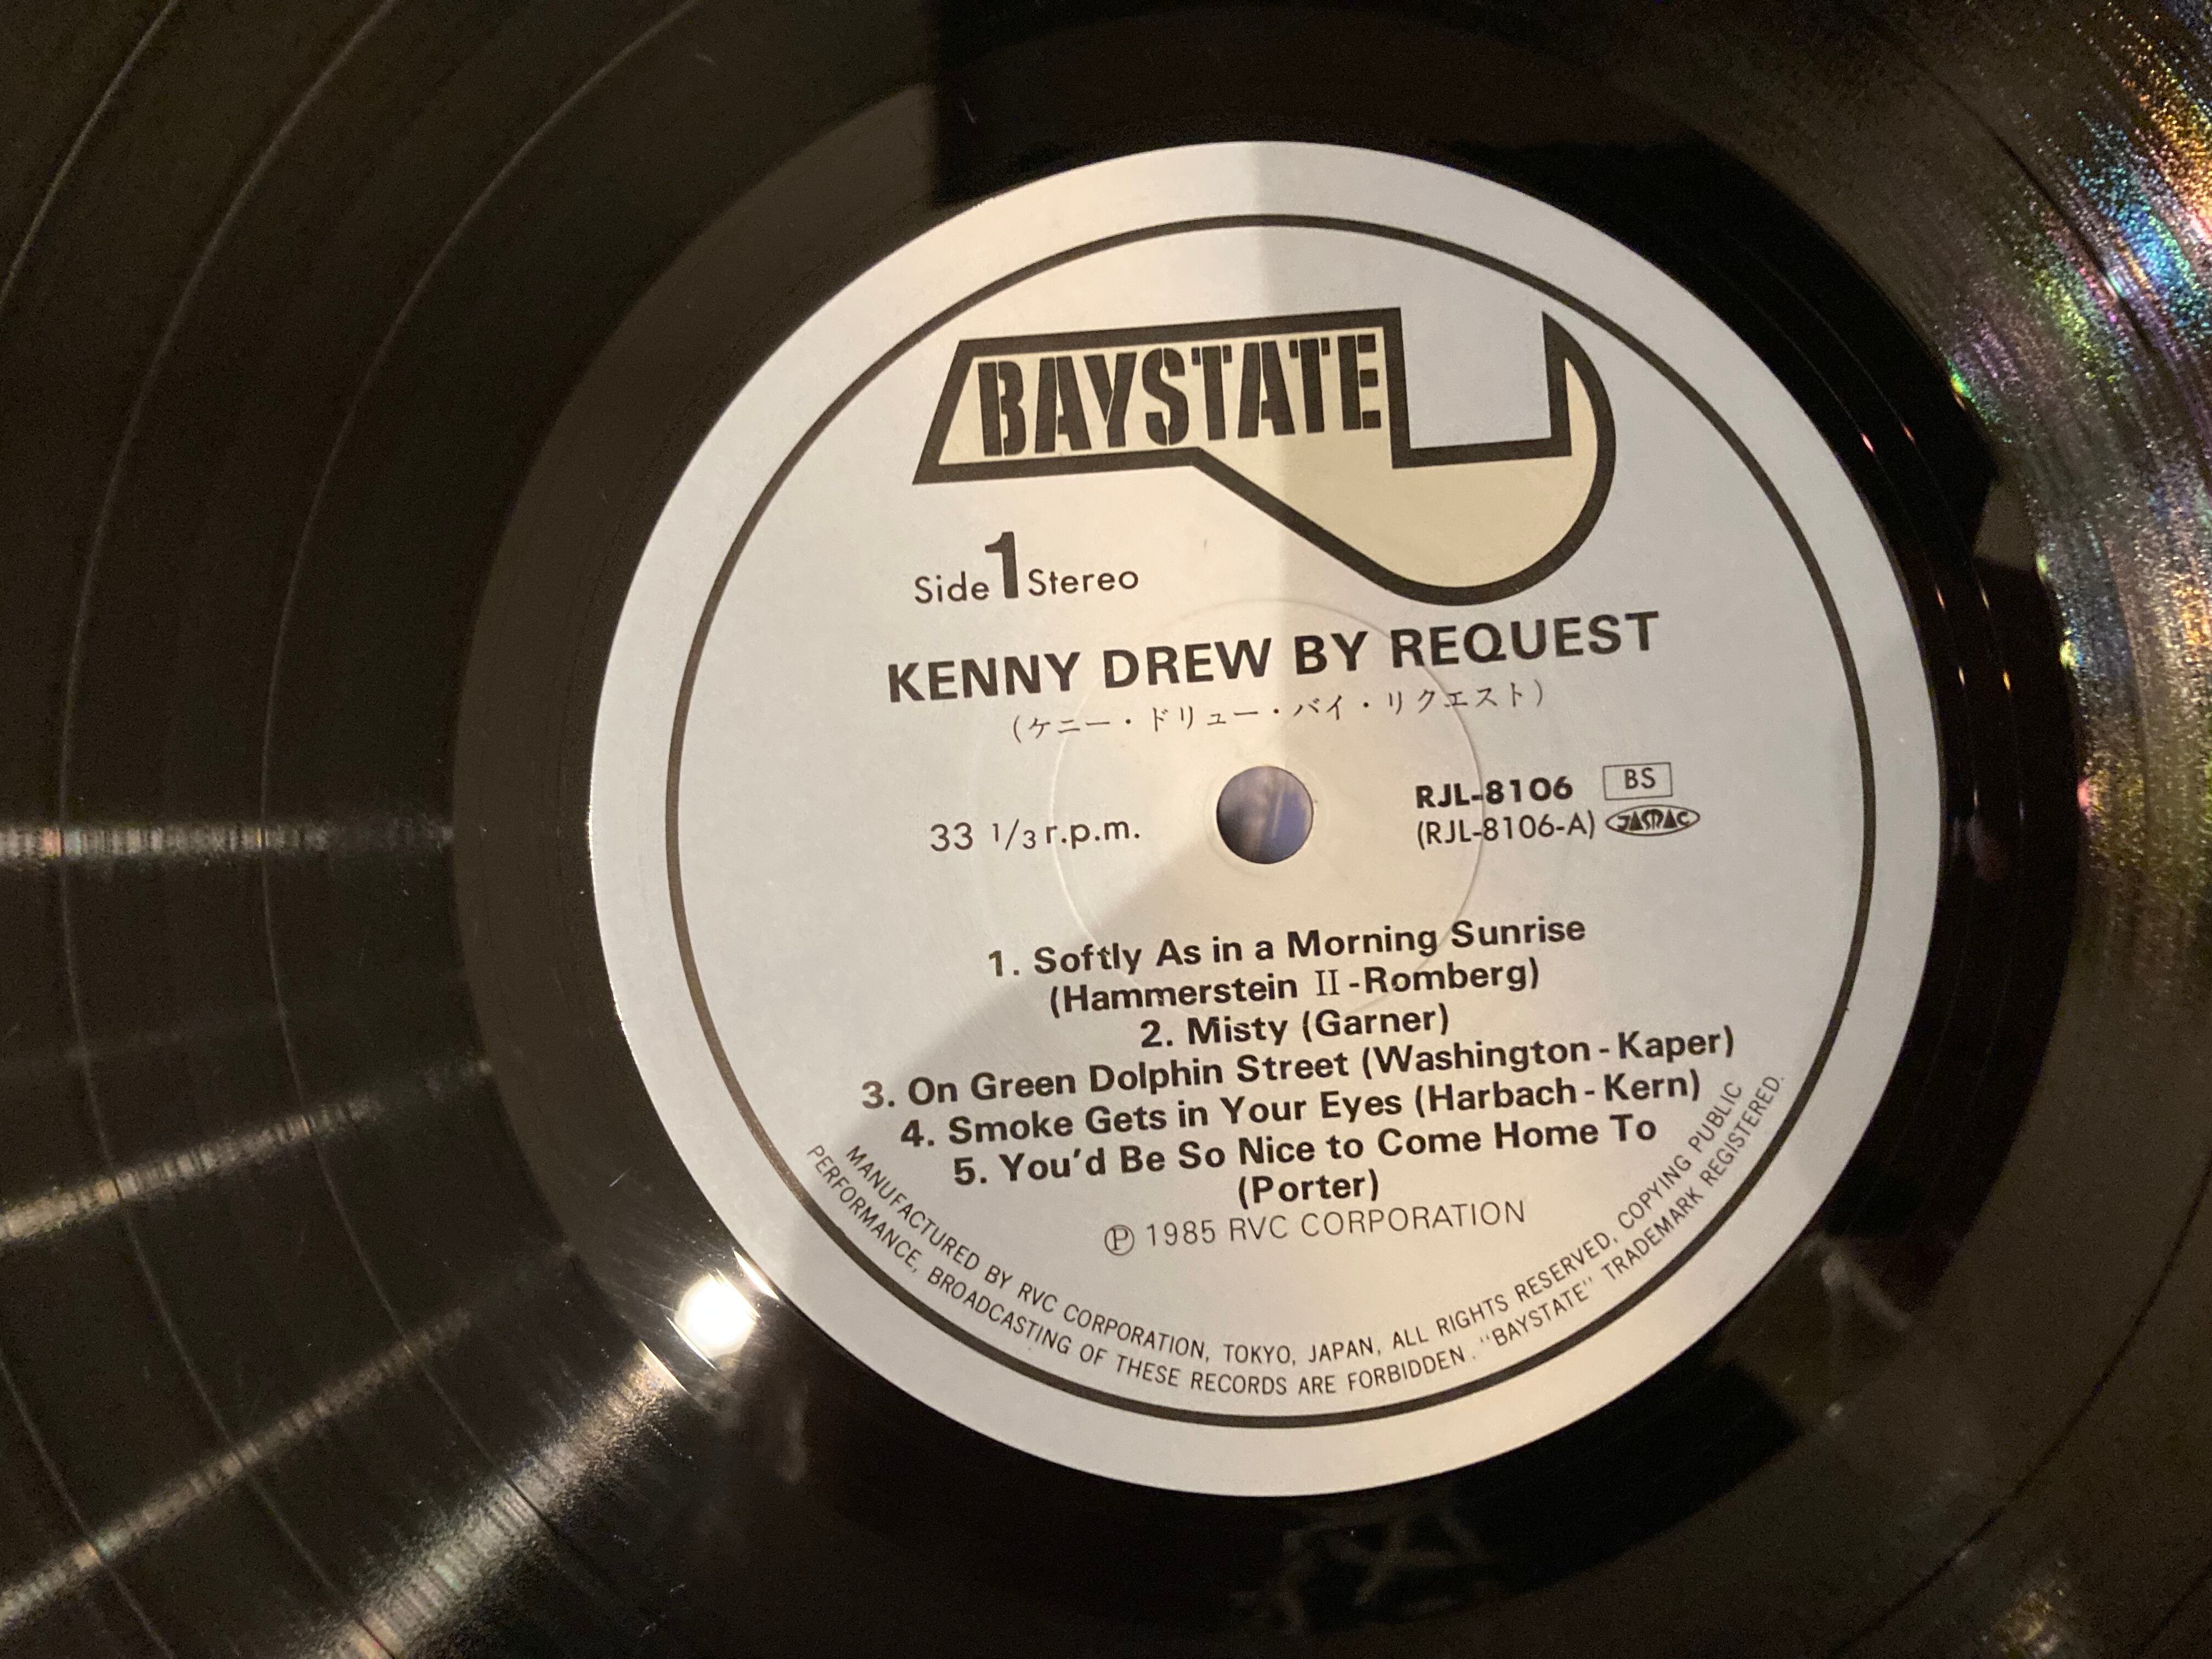 BAYSTATE
Side 1 Stereo
KENNY DREW BY REQUEST
(ケニー・ドリュー・バイ・リクエスト)
33 1/3 r.p.m.
RJL-8106 BS
(RJL-8106-A) JASRAC
1. Softly As in a Morning Sunrise
(Hammerstein II-Romberg)
2. Misty (Garner)
3. On Green Dolphin Street (Washington-Kaper)
4. Smoke Gets in Your Eyes (Harbach-Kern)
5. You'd Be So Nice to Come Home To
(Porter)
Ⓟ 1985 RVC CORPORATION
MANUFACTURED BY RVC CORPORATION, TOKYO, JAPAN, ALL RIGHTS RESERVED, COPYING PUBLIC
PERFORMANCE, BROADCASTING OF THESE RECORDS ARE FORBIDDEN. "BAYSTATE" TRADEMARK REGISTERED.